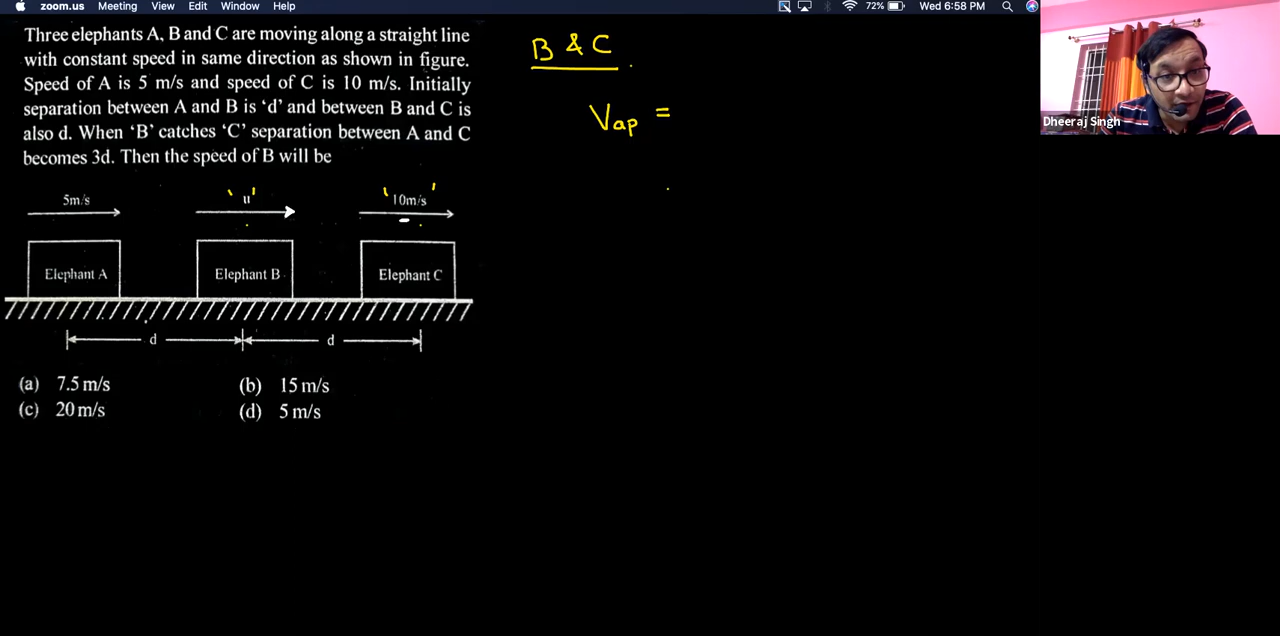 zoom.us Meeting View Edit Window Help 72% Wed 6:58 PM
Three elephants A, B and C are moving along a straight line
with constant speed in same direction as shown in figure.
Speed of A is 5 m/s and speed of C is 10 m/s. Initially
separation between A and B is ‘d’ and between B and C is
also d. When ‘B’ catches ‘C’ separation between A and C
becomes 3d. Then the speed of B will be
B & C
Vap =
Dheeraj Singh
5m/s 'u' '10m/s'
Elephant A Elephant B Elephant C
d d
(a) 7.5 m/s (b) 15 m/s
(c) 20 m/s (d) 5 m/s